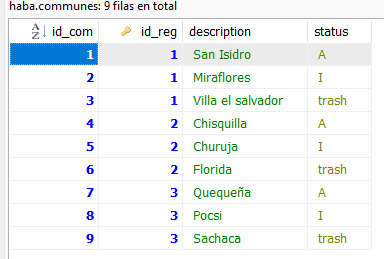 haba.communes: 9 filas en total
AZ↓ id_com id_reg description status
1 1 San Isidro A
2 1 Miraflores I
3 1 Villa el salvador trash
4 2 Chisquilla A
5 2 Churuja I
6 2 Florida trash
7 3 Quequeña A
8 3 Pocsi I
9 3 Sachaca trash